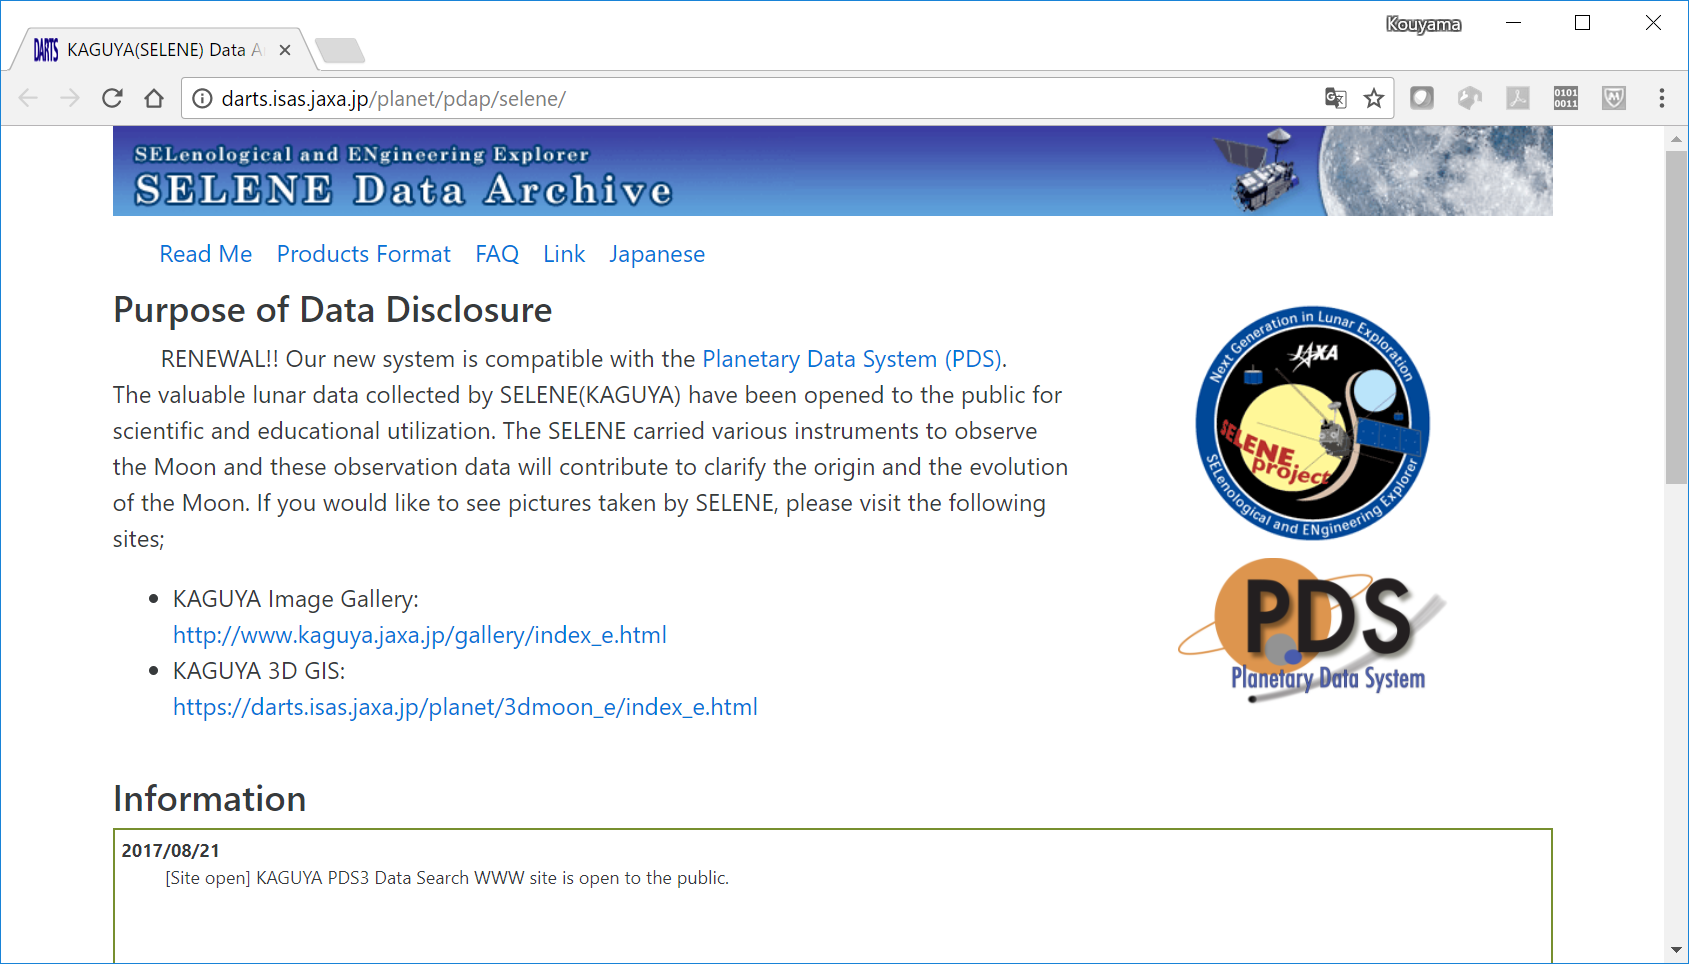 Kouyama
DARTS KAGUYA(SELENE) Data A
darts.isas.jaxa.jp/planet/pdap/selene/
0101
0011
SELenological and ENgineering Explorer
SELENE Data Archive
Read Me Products Format FAQ Link Japanese
Purpose of Data Disclosure
RENEWAL!! Our new system is compatible with the Planetary Data System (PDS).
The valuable lunar data collected by SELENE(KAGUYA) have been opened to the public for
scientific and educational utilization. The SELENE carried various instruments to observe
the Moon and these observation data will contribute to clarify the origin and the evolution
of the Moon. If you would like to see pictures taken by SELENE, please visit the following
sites;
• KAGUYA Image Gallery:
http://www.kaguya.jaxa.jp/gallery/index_e.html
• KAGUYA 3D GIS:
https://darts.isas.jaxa.jp/planet/3dmoon_e/index_e.html
Next Generation in Lunar Exploration
JAXA
SELENE
project
SELenological and ENgineering Explorer
PDS
Planetary Data System
Information
2017/08/21
[Site open] KAGUYA PDS3 Data Search WWW site is open to the public.